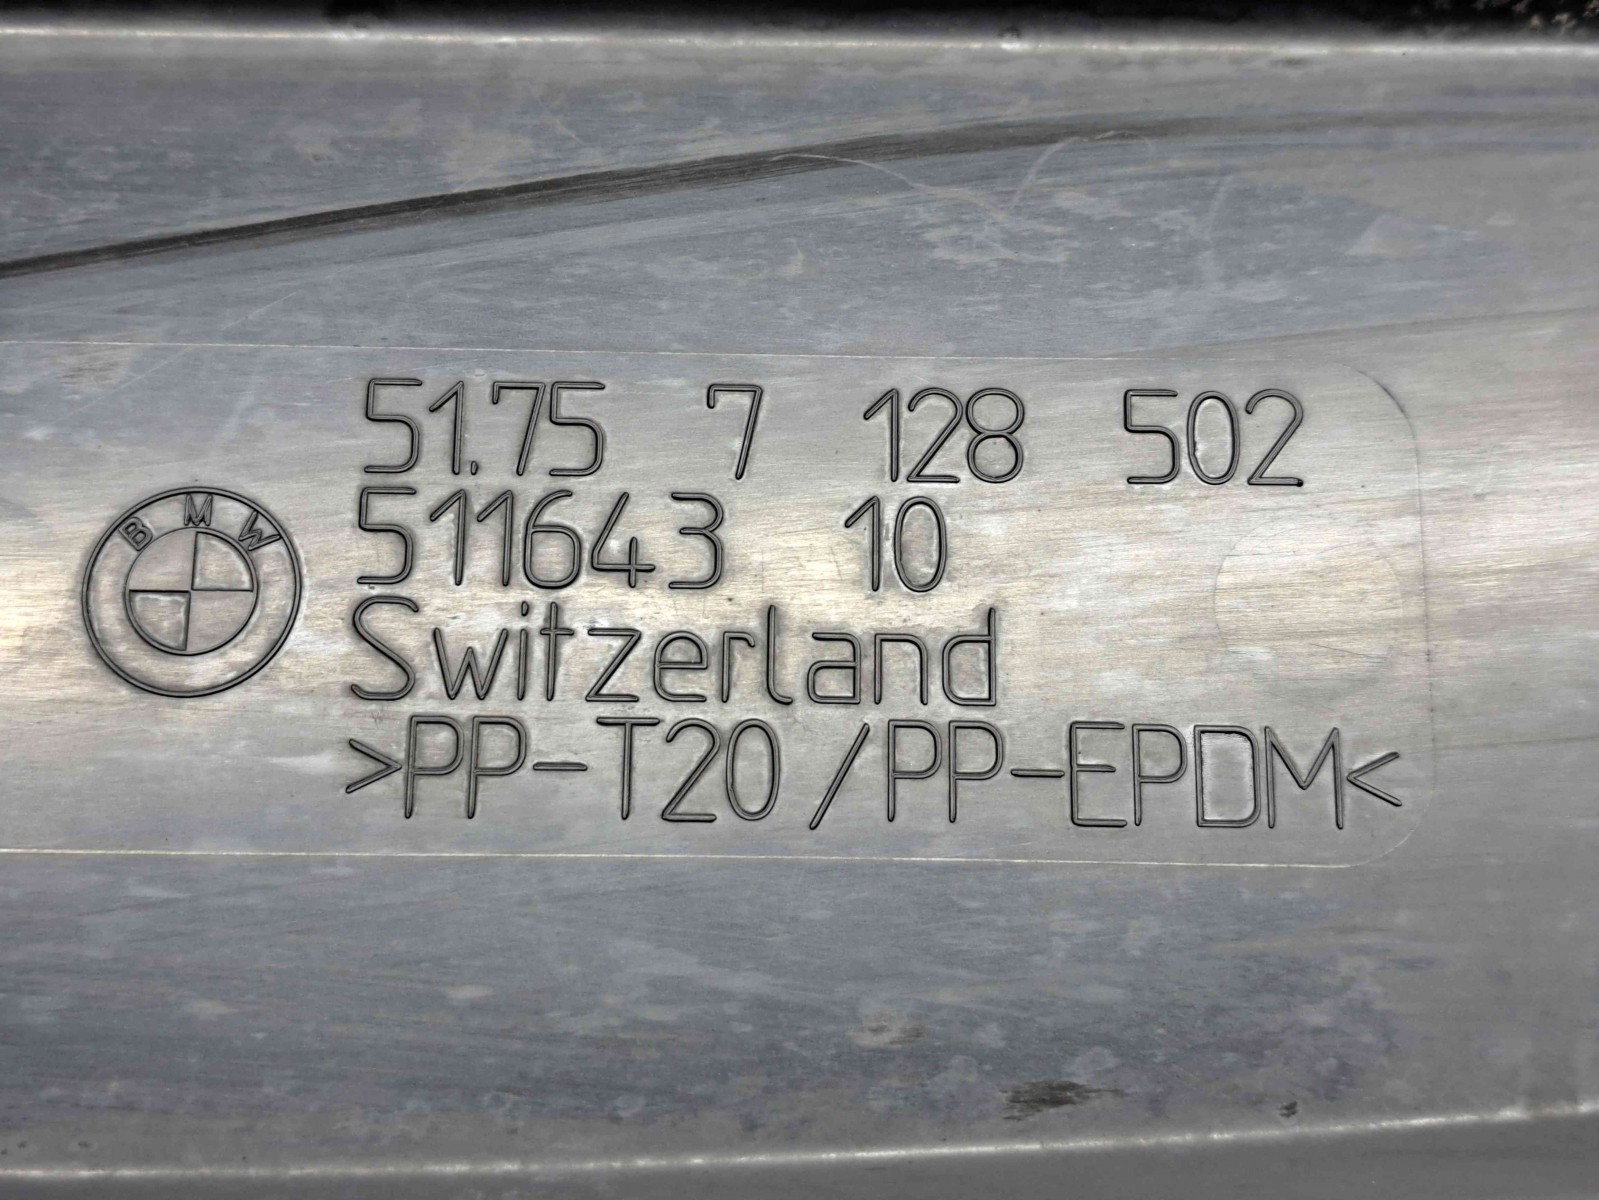 BMW
51.75 7 128 502
511643 10
Switzerland
>PP-T20/PP-EPDM<